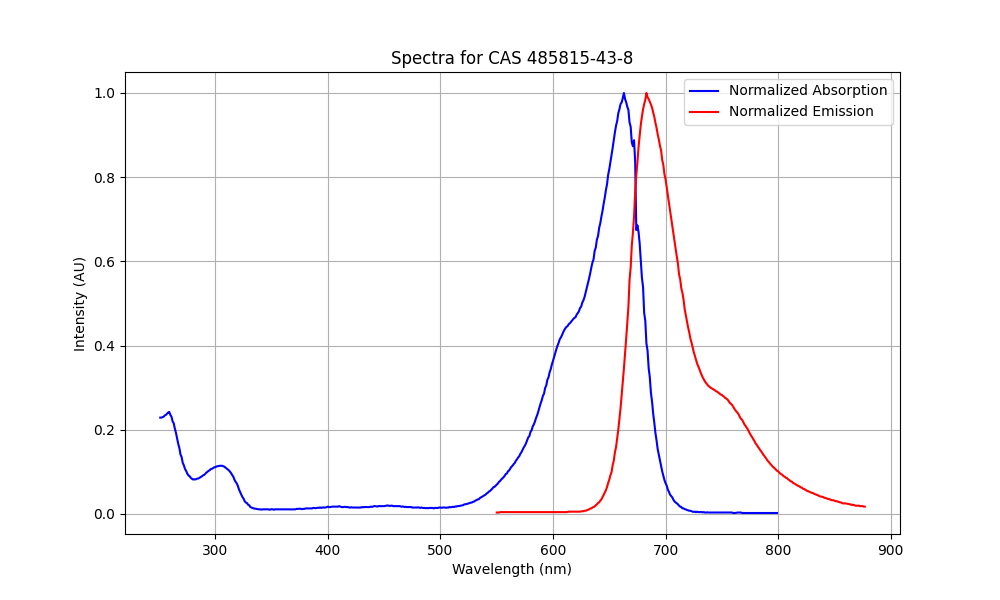 Spectra for CAS 485815-43-8
Normalized Absorption
Normalized Emission
Intensity (AU)
1.0
0.8
0.6
0.4
0.2
0.0
300 400 500 600 700 800 900
Wavelength (nm)